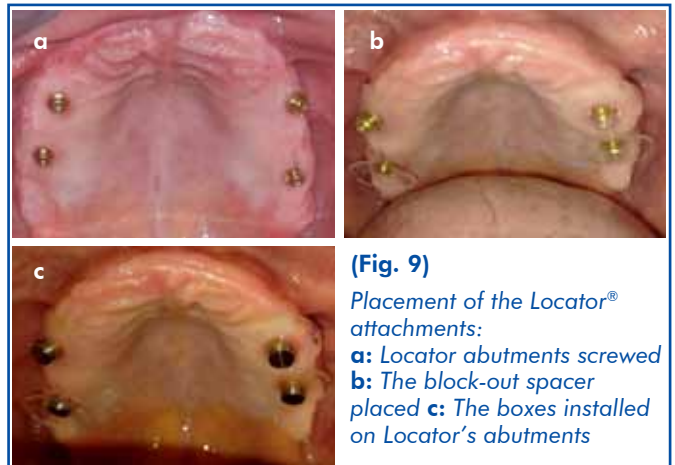 a
b
c
(Fig. 9)
Placement of the Locator®
attachments:
a: Locator abutments screwed
b: The block-out spacer
placed c: The boxes installed
on Locator's abutments